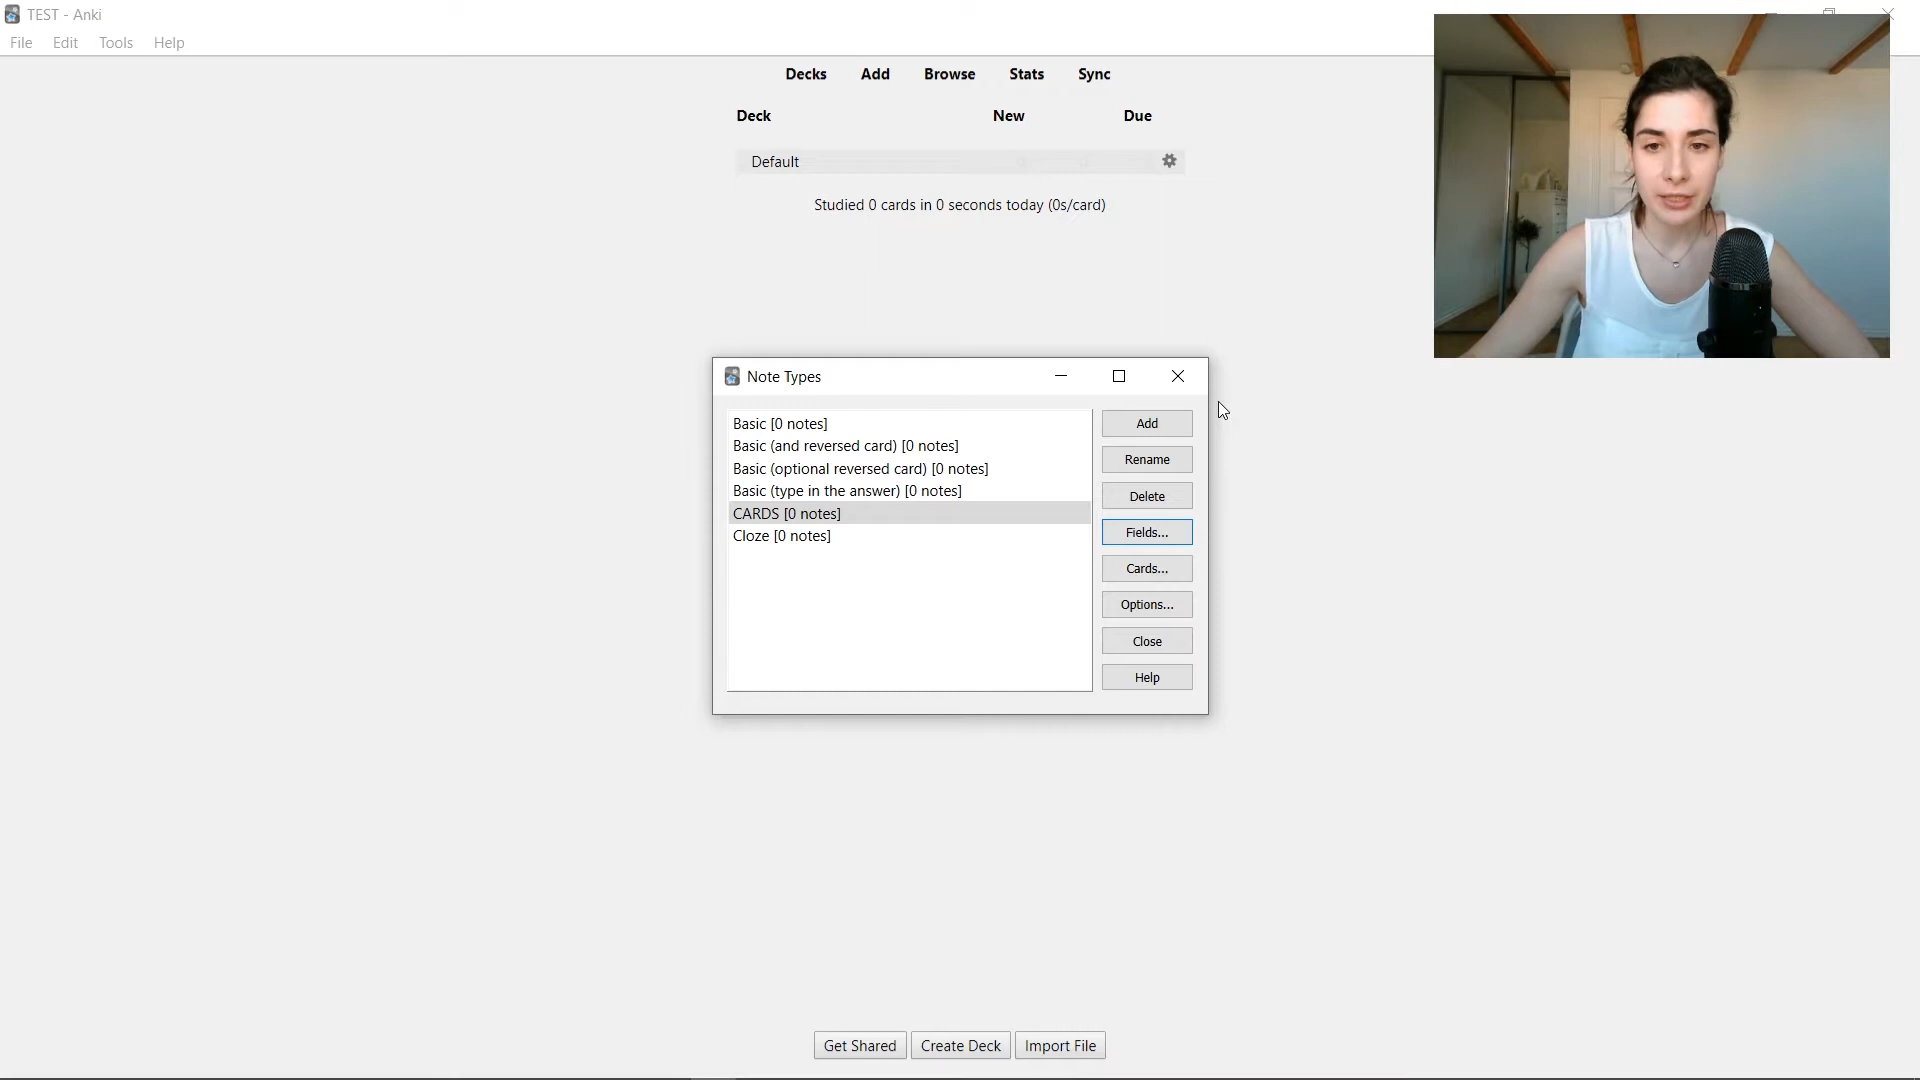 TEST - Anki
File Edit Tools Help
Decks Add Browse Stats Sync
Deck New Due
Default
Studied 0 cards in 0 seconds today (0s/card)
Note Types
Basic [0 notes]
Basic (and reversed card) [0 notes]
Basic (optional reversed card) [0 notes]
Basic (type in the answer) [0 notes]
CARDS [0 notes]
Cloze [0 notes]
Add
Rename
Delete
Fields...
Cards...
Options...
Close
Help
Get Shared Create Deck Import File